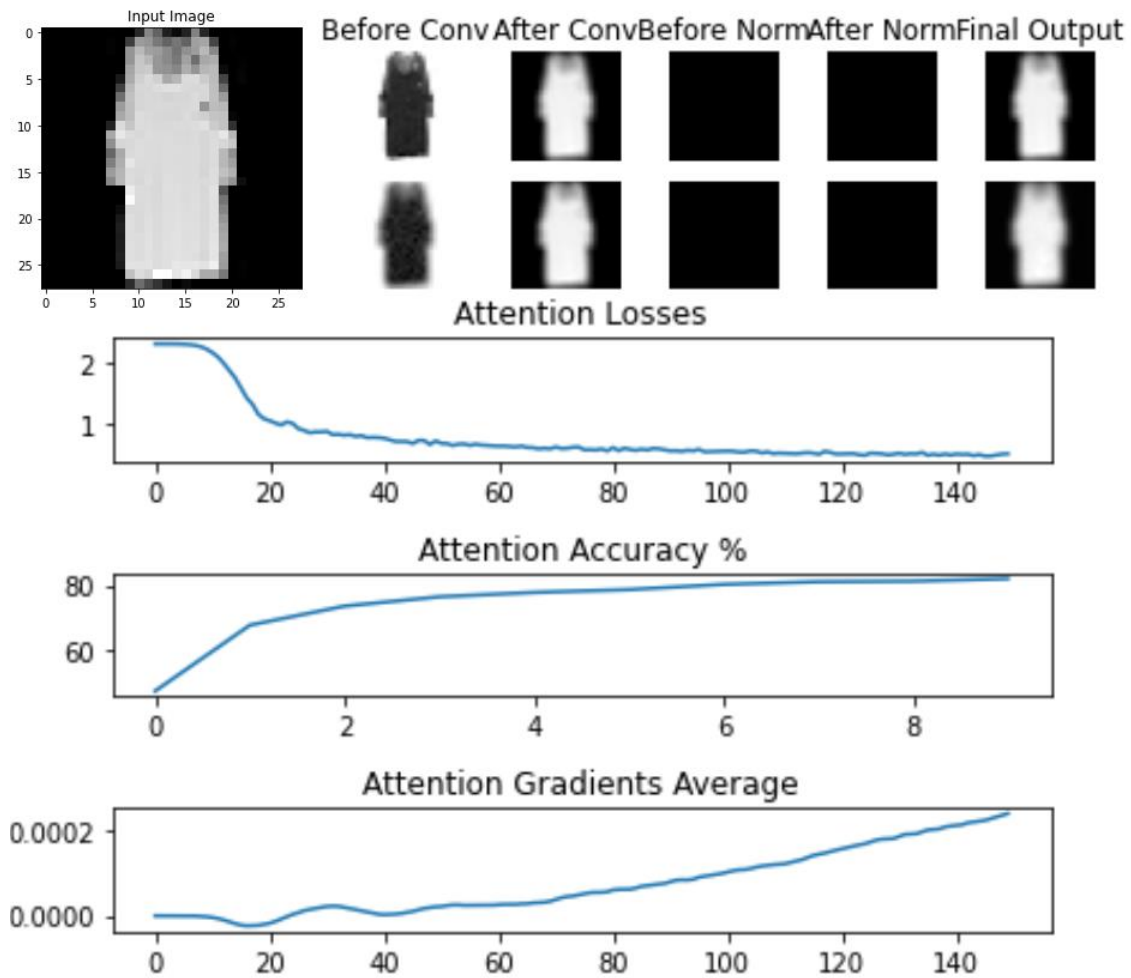 Input Image
Before Conv After Conv Before Norm After Norm Final Output
0
5
10
15
20
25
0 5 10 15 20 25
Attention Losses
2
1
0 20 40 60 80 100 120 140
Attention Accuracy %
80
60
0 2 4 6 8
Attention Gradients Average
0.0002
0.0000
0 20 40 60 80 100 120 140